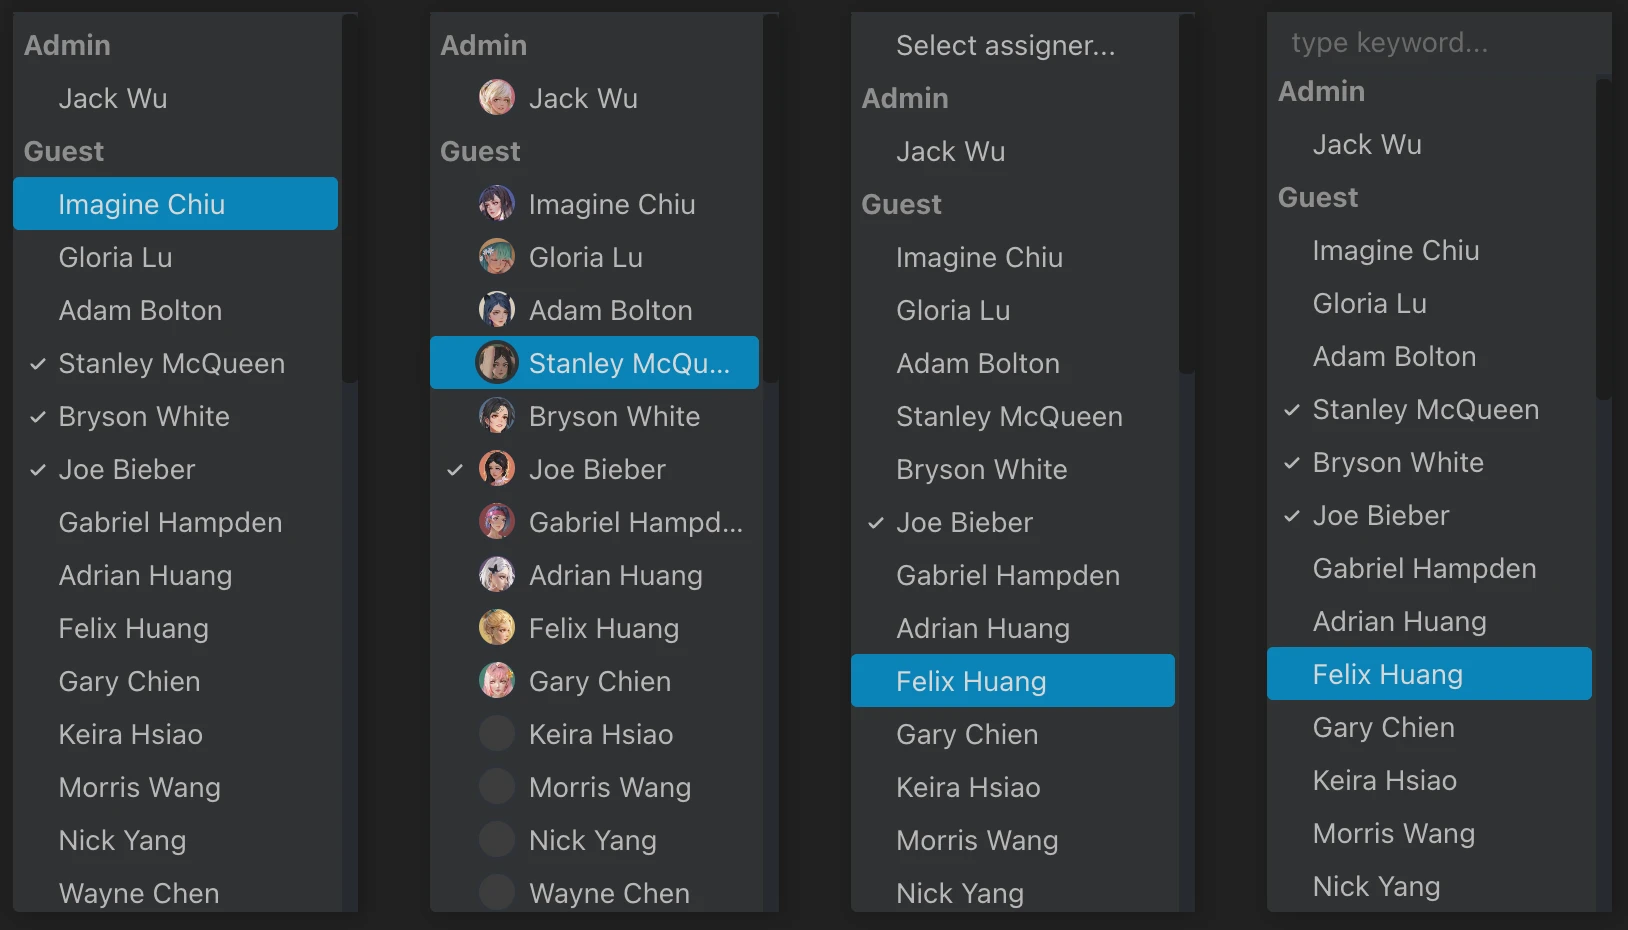 Admin
Jack Wu
Guest
Imagine Chiu
Gloria Lu
Adam Bolton
Stanley McQueen
Bryson White
Joe Bieber
Gabriel Hampden
Adrian Huang
Felix Huang
Gary Chien
Keira Hsiao
Morris Wang
Nick Yang
Wayne Chen
Admin
Jack Wu
Guest
Imagine Chiu
Gloria Lu
Adam Bolton
Stanley McQu...
Bryson White
Joe Bieber
Gabriel Hampd...
Adrian Huang
Felix Huang
Gary Chien
Keira Hsiao
Morris Wang
Nick Yang
Wayne Chen
Select assigner...
Admin
Jack Wu
Guest
Imagine Chiu
Gloria Lu
Adam Bolton
Stanley McQueen
Bryson White
Joe Bieber
Gabriel Hampden
Adrian Huang
Felix Huang
Gary Chien
Keira Hsiao
Morris Wang
Nick Yang
type keyword...
Admin
Jack Wu
Guest
Imagine Chiu
Gloria Lu
Adam Bolton
Stanley McQueen
Bryson White
Joe Bieber
Gabriel Hampden
Adrian Huang
Felix Huang
Gary Chien
Keira Hsiao
Morris Wang
Nick Yang